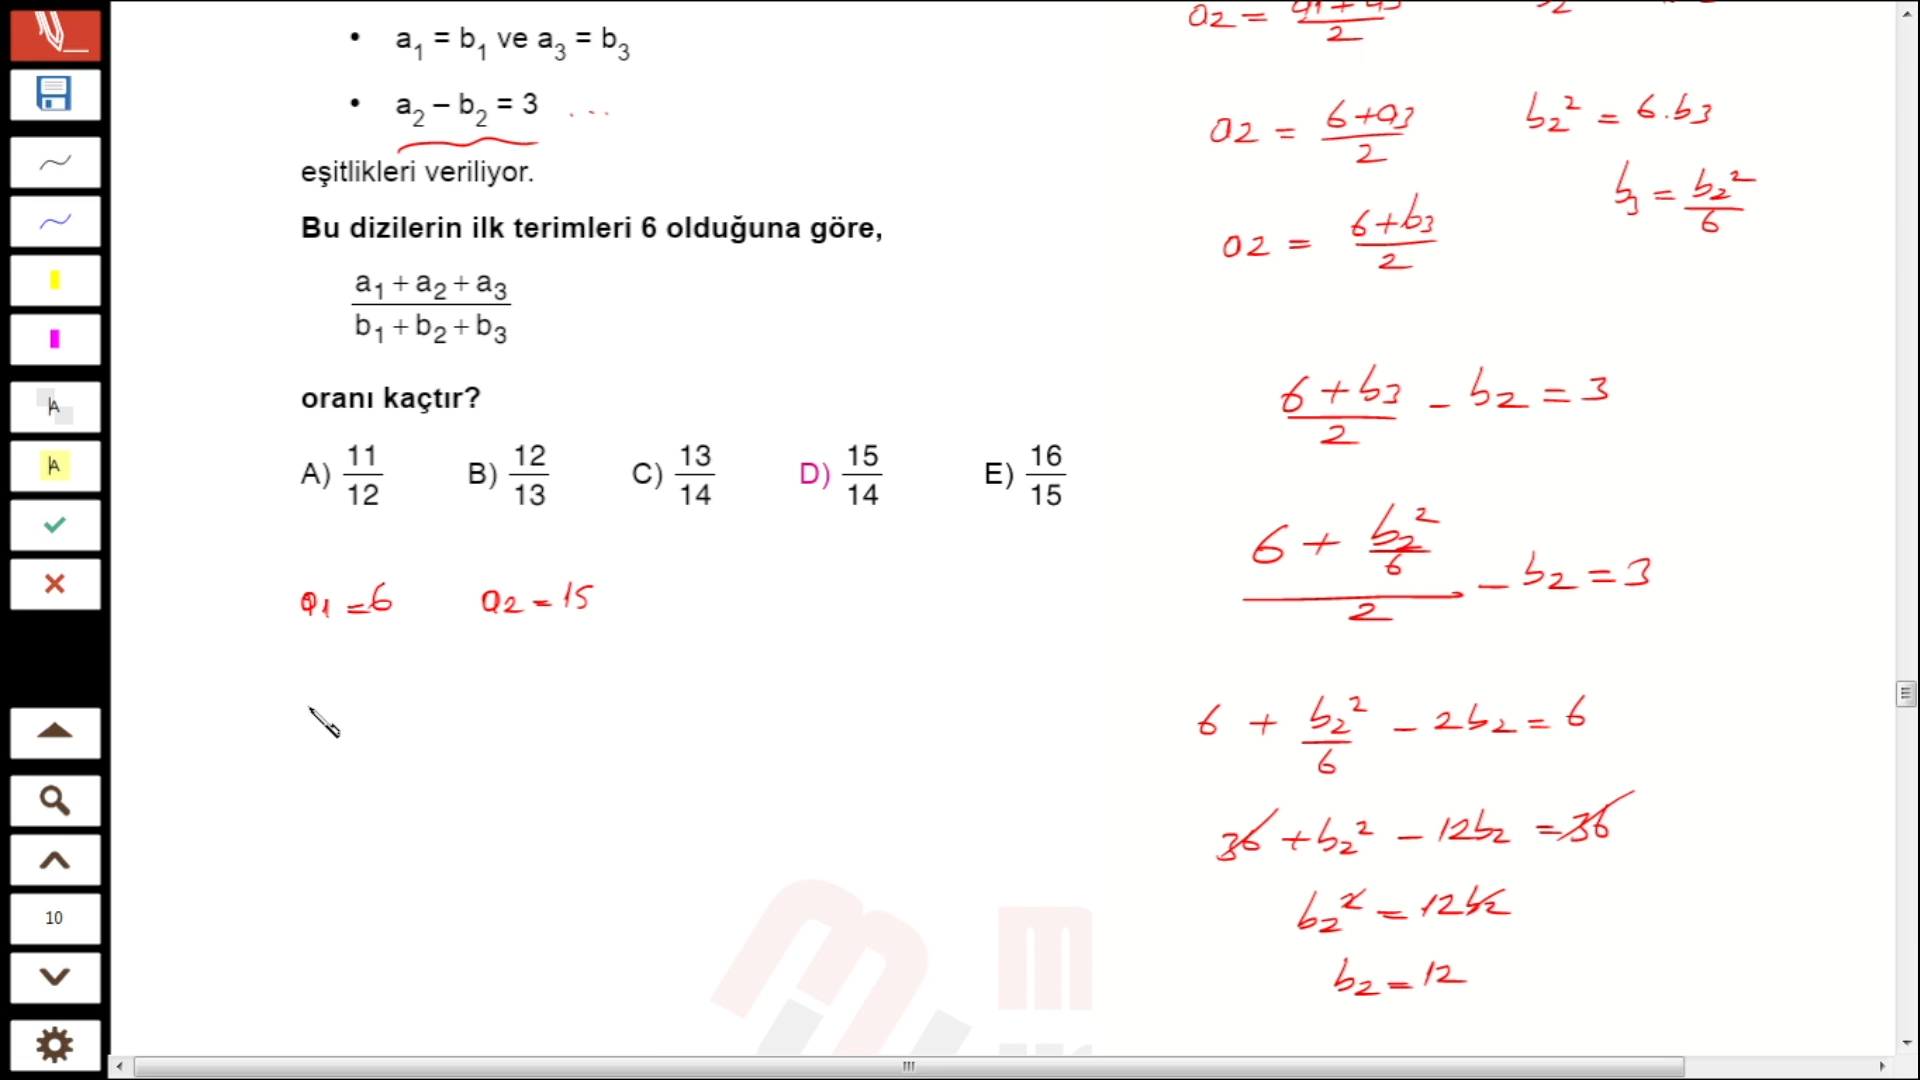 • a₁ = b₁ ve a₃ = b₃
• a₂ – b₂ = 3 ...
eşitlikleri veriliyor.
Bu dizilerin ilk terimleri 6 olduğuna göre,
a₁ + a₂ + a₃
b₁ + b₂ + b₃
oranı kaçtır?
A) 11/12 B) 12/13 C) 13/14 D) 15/14 E) 16/15
a₁ = 6 a₂ = 15
a₂ = (6+a₃)/2
a₂ = (6+b₃)/2
b₂² = 6.b₃
b₃ = b₂²/6
(6+b₃)/2 - b₂ = 3
(6 + b₂²/6)/2 - b₂ = 3
6 + b₂²/6 - 2b₂ = 6
36 + b₂² - 12b₂ = 36
b₂² = 12b₂
b₂ = 12
10